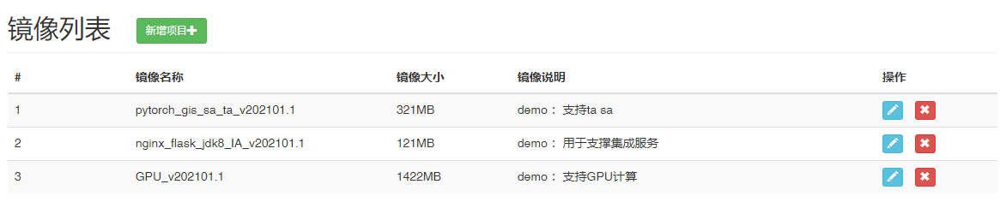 镜像列表 新增项目
# 镜像名称 镜像大小 镜像说明 操作
1 pytorch_gis_sa_ta_v202101.1 321MB demo： 支持ta sa
2 nginx_flask_jdk8_IA_v202101.1 121MB demo： 用于支撑集成服务
3 GPU_v202101.1 1422MB demo： 支持GPU计算